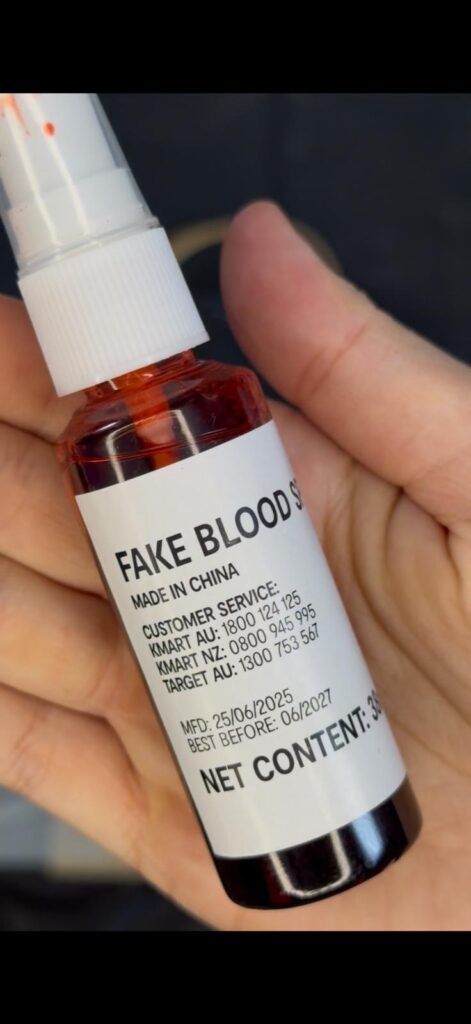 FAKE BLOOD
MADE IN CHINA
CUSTOMER SERVICE:
KMART AU: 1800 124 125
KMART NZ: 0800 945 995
TARGET AU: 1300 753 567
MFD: 25/06/2025
BEST BEFORE: 06/2027
NET CONTENT: